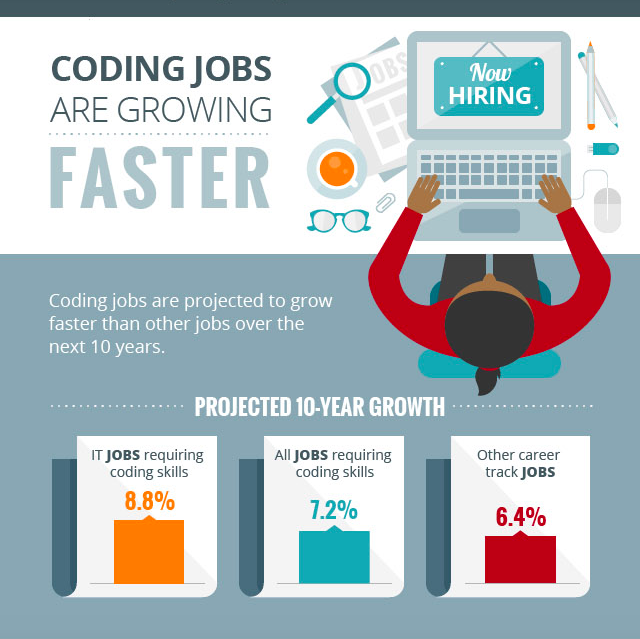 CODING JOBS
ARE GROWING
FASTER
JOBS
Now
HIRING
Coding jobs are projected to grow
faster than other jobs over the
next 10 years.
PROJECTED 10-YEAR GROWTH
IT JOBS requiring
coding skills
8.8%
All JOBS requiring
coding skills
7.2%
Other career
track JOBS
6.4%